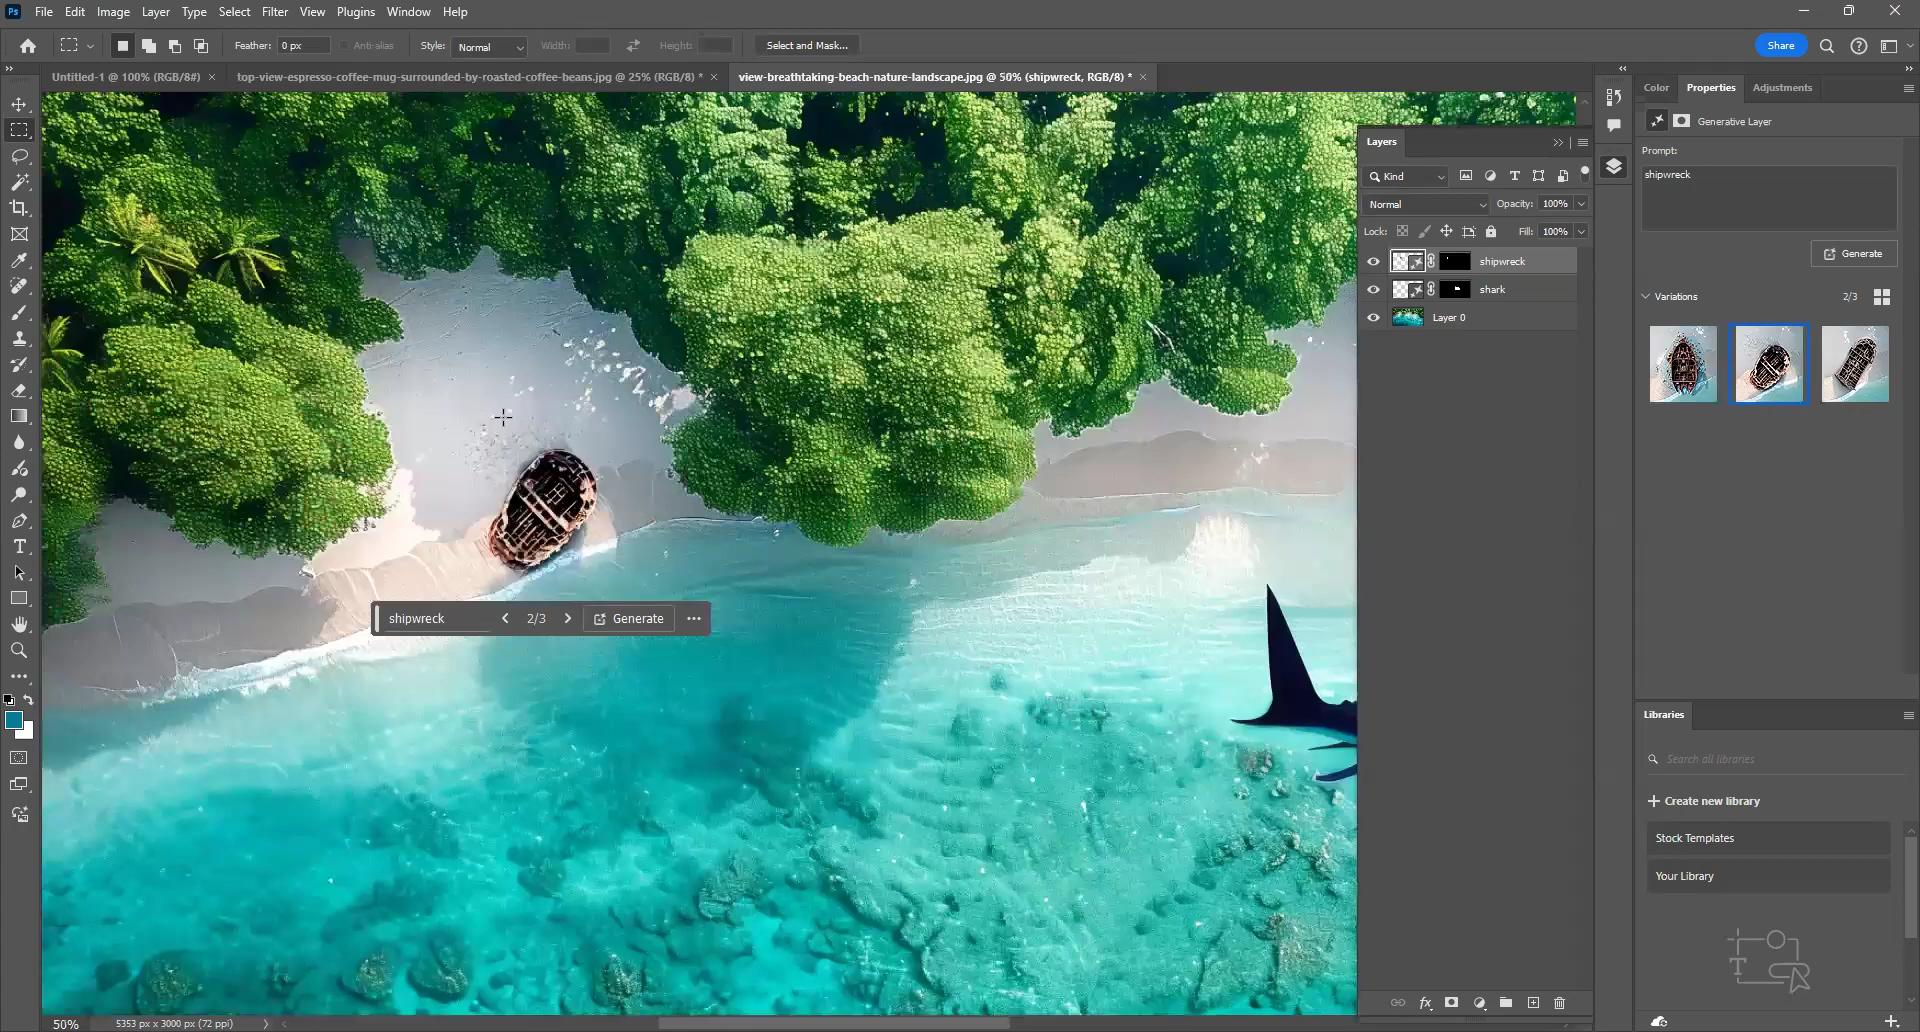 Ps File Edit Image Layer Type Select Filter View Plugins Window Help
Feather: 0 px Anti-alias Style: Normal Width: Height: Select and Mask... Share
Untitled-1 @ 100% (RGB/8#) × top-view-espresso-coffee-mug-surrounded-by-roasted-coffee-beans.jpg @ 25% (RGB/8) * × view-breathtaking-beach-nature-landscape.jpg @ 50% (shipwreck, RGB/8) * ×
Color Properties Adjustments
Generative Layer
Prompt:
shipwreck
Generate
Variations 2/3
Layers
Kind
Normal Opacity: 100%
Lock: Fill: 100%
shipwreck
shark
Layer 0
shipwreck 2/3 Generate
Libraries
Search all libraries
Create new library
Stock Templates
Your Library
50% 5353 px x 3000 px (72 ppi)